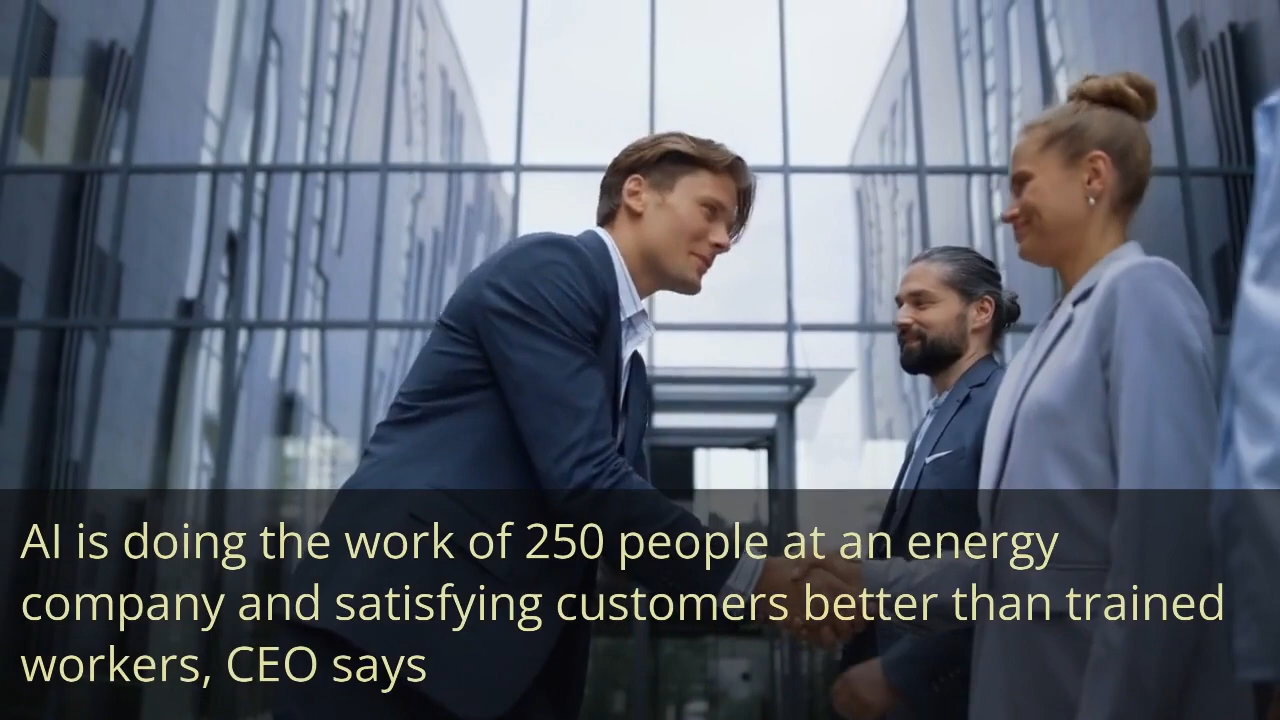 AI is doing the work of 250 people at an energy
company and satisfying customers better than trained
workers, CEO says